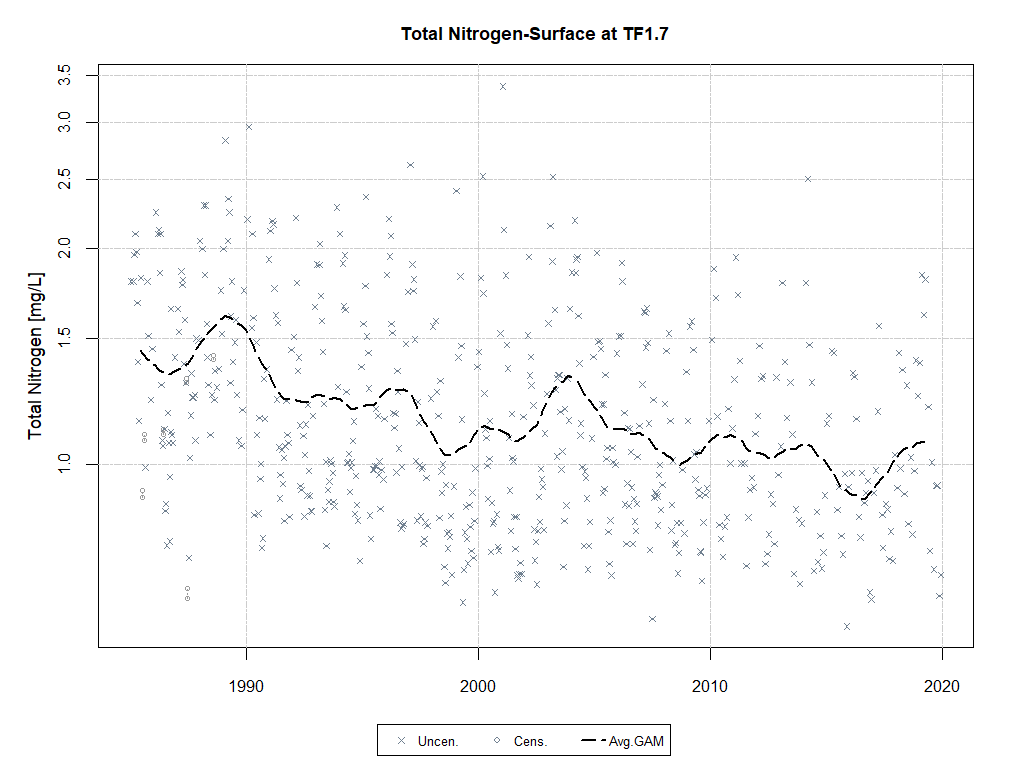 Total Nitrogen-Surface at TF1.7
Total Nitrogen [mg/L]
3.5
3.0
2.5
2.0
1.5
1.0
1990 2000 2010 2020
Uncen. Cens. Avg.GAM